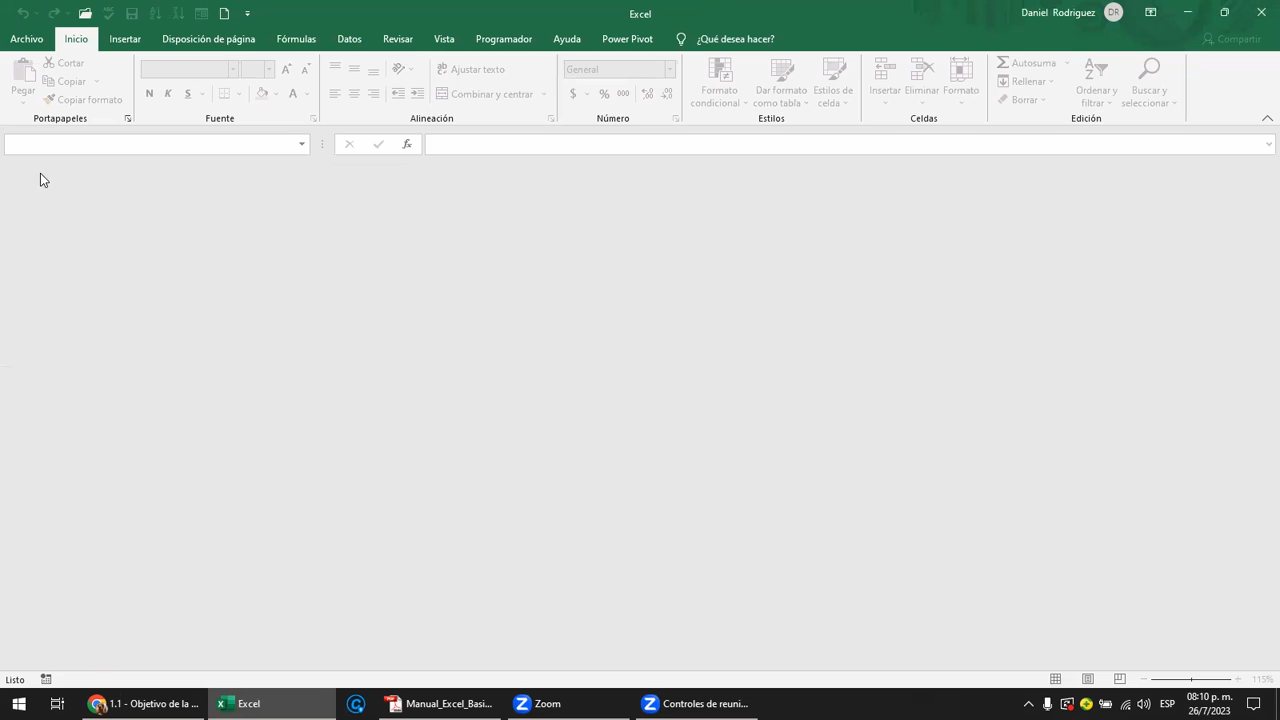 Excel
Daniel Rodriguez DR
Archivo Inicio Insertar Disposición de página Fórmulas Datos Revisar Vista Programador Ayuda Power Pivot ¿Qué desea hacer? Compartir
Pegar
Cortar
Copiar
Copiar formato
Portapapeles
N K S A
Fuente
Ajustar texto
Combinar y centrar
Alineación
General
$ % 000
Número
Formato condicional
Dar formato como tabla
Estilos de celda
Estilos
Insertar Eliminar Formato
Celdas
Autosuma
Rellenar
Borrar
Ordenar y filtrar
Buscar y seleccionar
Edición
fx
Listo
115%
1.1 - Objetivo de la ...
Excel
Manual_Excel_Basi...
Zoom
Controles de reuni...
ESP
08:10 p. m.
26/7/2023